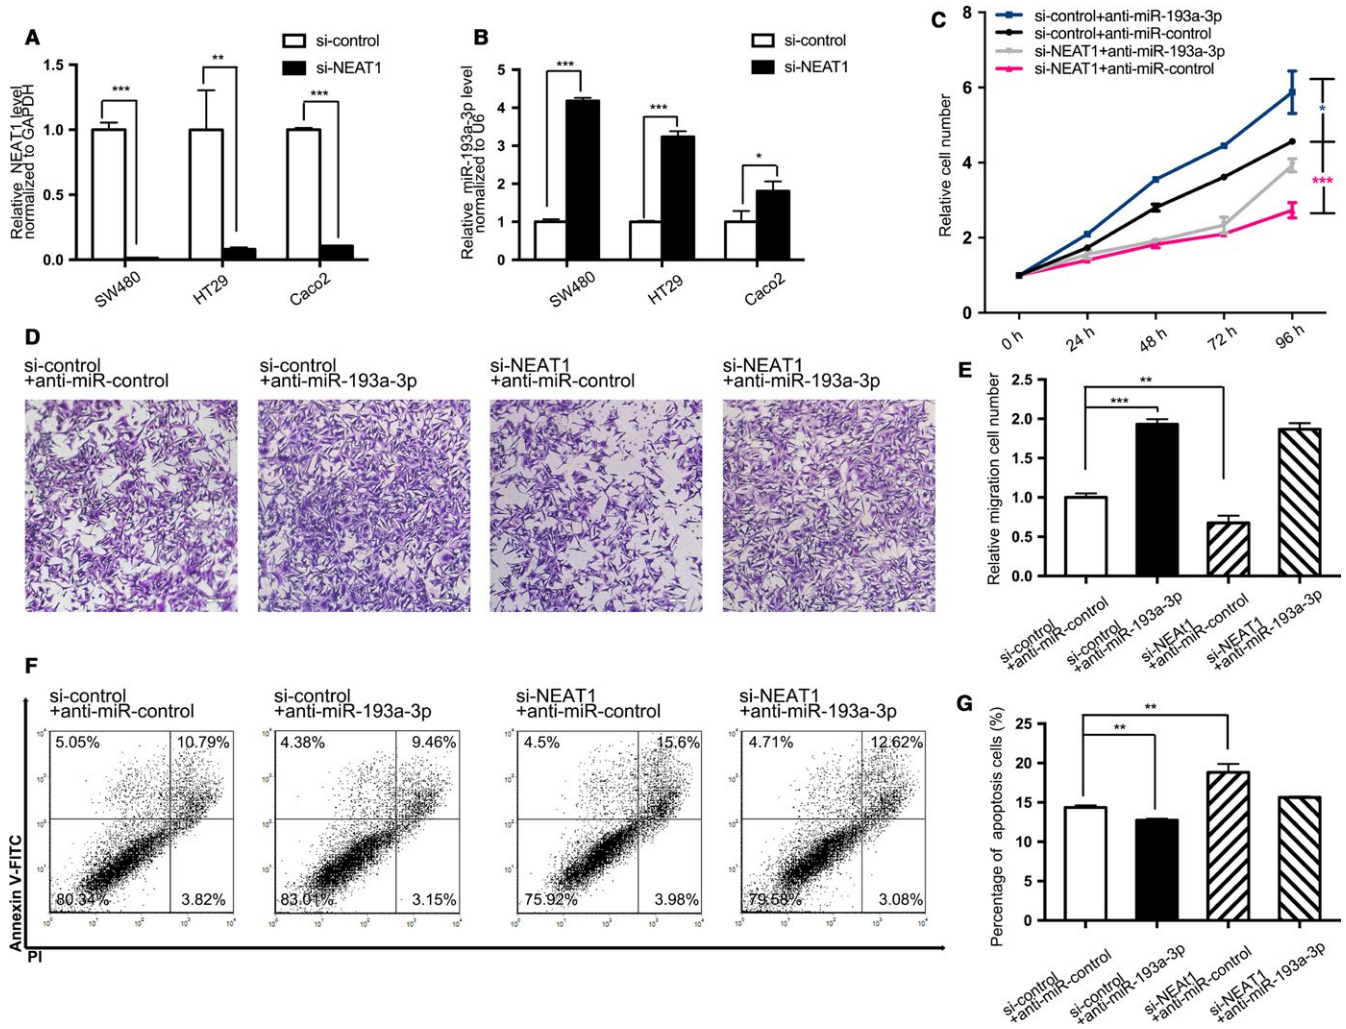 A
si-control
si-NEAT1
Relative NEAT1 level
normalized to GAPDH
1.5
1.0
0.5
0.0
***
**
***
SW480
HT29
Caco2
B
si-control
si-NEAT1
Relative miR-193a-3p level
normalized to U6
5
4
3
2
1
0
***
***
*
SW480
HT29
Caco2
C
si-control+anti-miR-193a-3p
si-control+anti-miR-control
si-NEAT1+anti-miR-193a-3p
si-NEAT1+anti-miR-control
Relative cell number
8
6
4
2
0
*
***
0 h
24 h
48 h
72 h
96 h
D
si-control
+anti-miR-control
si-control
+anti-miR-193a-3p
si-NEAT1
+anti-miR-control
si-NEAT1
+anti-miR-193a-3p
E
Relative migration cell number
2.5
2.0
1.5
1.0
0.5
0.0
**
***
si-control
+anti-miR-control
si-control
+anti-miR-193a-3p
si-NEAt1
+anti-miR-control
si-NEAT1
+anti-miR-193a-3p
F
Annexin V-FITC
PI
si-control
+anti-miR-control
5.05%
10.79%
80.34%
3.82%
si-control
+anti-miR-193a-3p
4.38%
9.46%
83.01%
3.15%
si-NEAT1
+anti-miR-control
4.5%
15.6%
75.92%
3.98%
si-NEAT1
+anti-miR-193a-3p
4.71%
12.62%
79.58%
3.08%
G
Percentage of apoptosis cells (%)
25
20
15
10
5
0
**
**
si-control
+anti-miR-control
si-control
+anti-miR-193a-3p
si-NEAt1
+anti-miR-control
si-NEAT1
+anti-miR-193a-3p